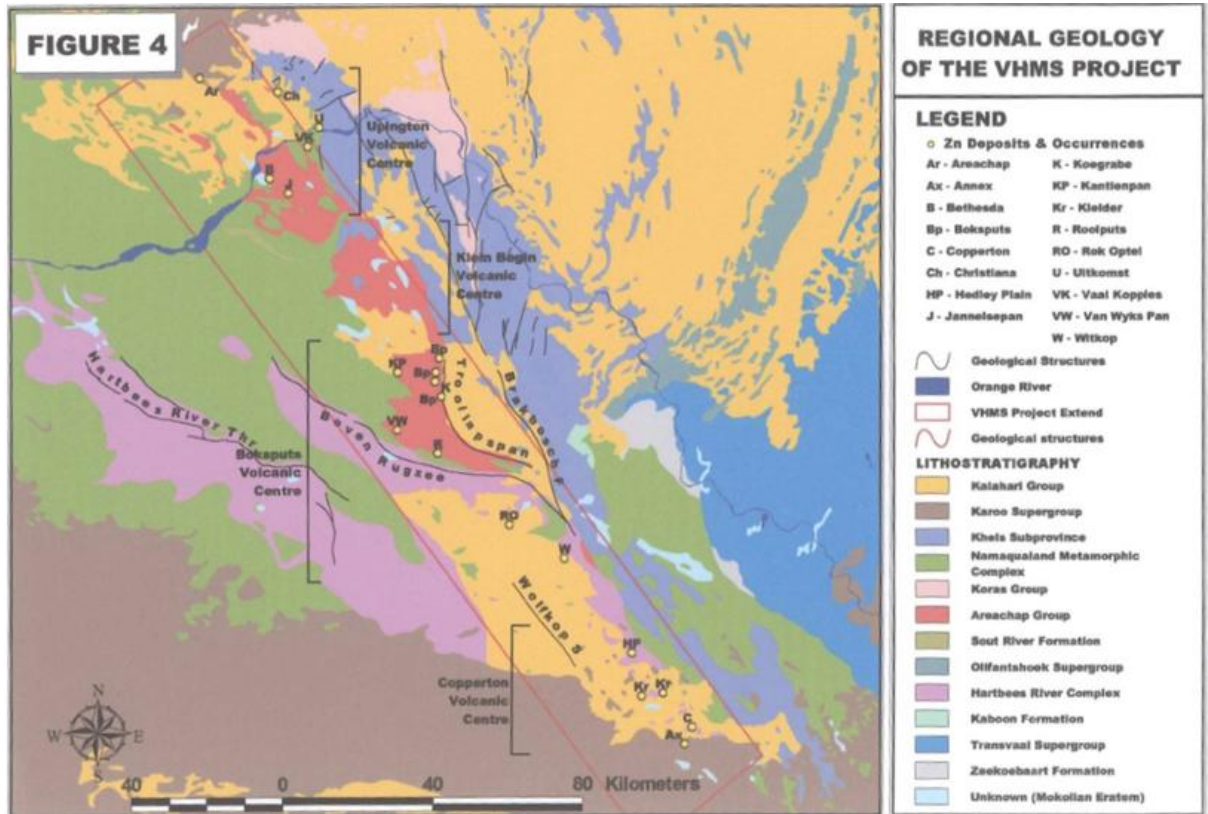 FIGURE 4
Ar
Ch
U
VK
B
J
Upington
Volcanic
Centre
Klein Begin
Volcanic
Centre
Bp
KP
Bp
K
Bp
VW
R
Trooilapspan
Brakbosch F
Hartbees River Thr.
Boven Rugzee
Boksputs
Volcanic
Centre
RO
W
Wolfkop S
HP
Kr
Kr
C
Ax
Copperton
Volcanic
Centre
N
W E
S
40 0 40 80 Kilometers
REGIONAL GEOLOGY
OF THE VHMS PROJECT
LEGEND
Zn Deposits & Occurrences
Ar - Areachap K - Koegrabe
Ax - Annex KP - Kantienpan
B - Bethesda Kr - Kielder
Bp - Boksputs R - Rooiputs
C - Copperton RO - Rok Optel
Ch - Christiana U - Uitkomst
HP - Hedley Plain VK - Vaal Koppies
J - Jannelsepan VW - Van Wyks Pan
W - Witkop
Geological Structures
Orange River
VHMS Project Extend
Geological structures
LITHOSTRATIGRAPHY
Kalahari Group
Karoo Supergroup
Kheis Subprovince
Namaqualand Metamorphic
Complex
Koras Group
Areachap Group
Sout River Formation
Olifantshoek Supergroup
Hartbees River Complex
Kaboon Formation
Transvaal Supergroup
Zeekoebaart Formation
Unknown (Mokolian Eratem)